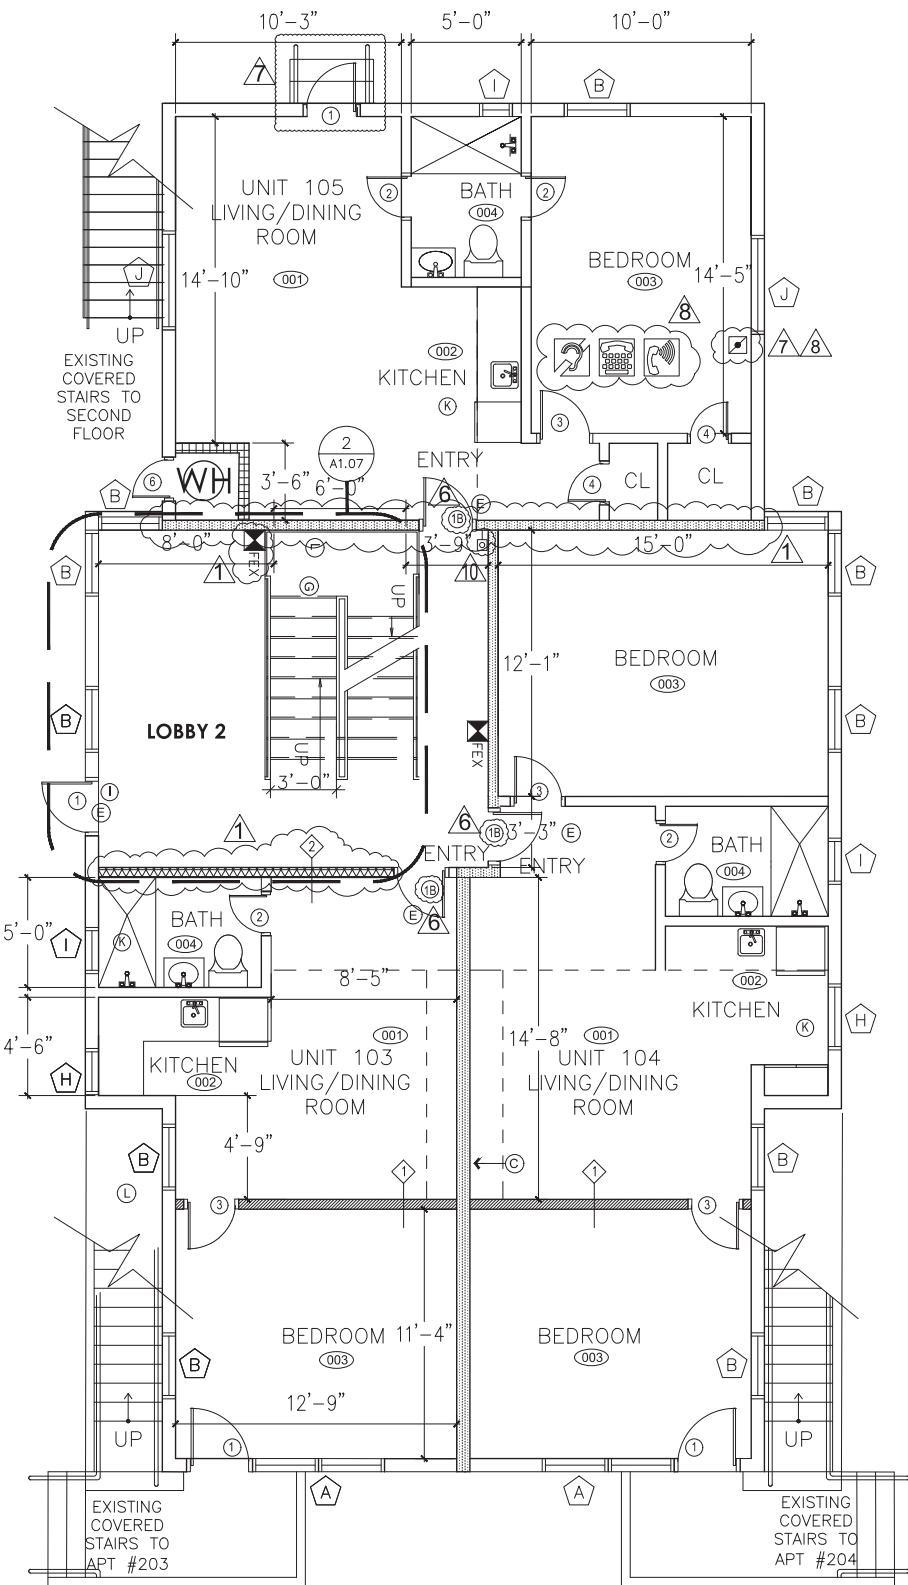 10'-3"
5'-0"
10'-0"
7
1
I
B
UNIT 105
LIVING/DINING
ROOM
001
14'-10"
2
BATH
004
2
BEDROOM
003
14'-5"
J
J
UP
EXISTING
COVERED
STAIRS TO
SECOND
FLOOR
8
7
8
002
KITCHEN
K
3
4
2
A1.07
ENTRY
6
WH
3'-6"
6'-0"
4
CL
CL
B
6
E
1B
B
8'-0"
L
3'-9"
15'-0"
B
1
FEX
10
1
B
G
UP
12'-1"
BEDROOM
003
B
LOBBY 2
B
FEX
UP
3'-0"
1
I
E
3
1
6
1B
3'-3"
E
2
BATH
004
I
2
ENTRY
ENTRY
1B
E
6
5'-0"
I
K
BATH
004
2
8'-5"
002
KITCHEN
K
H
4'-6"
H
KITCHEN
002
001
UNIT 103
LIVING/DINING
ROOM
14'-8"
001
UNIT 104
LIVING/DINING
ROOM
4'-9"
B
L
1
C
1
B
3
3
BEDROOM
003
11'-4"
BEDROOM
003
B
B
12'-9"
UP
1
1
UP
A
A
EXISTING
COVERED
STAIRS TO
APT #203
EXISTING
COVERED
STAIRS TO
APT #204